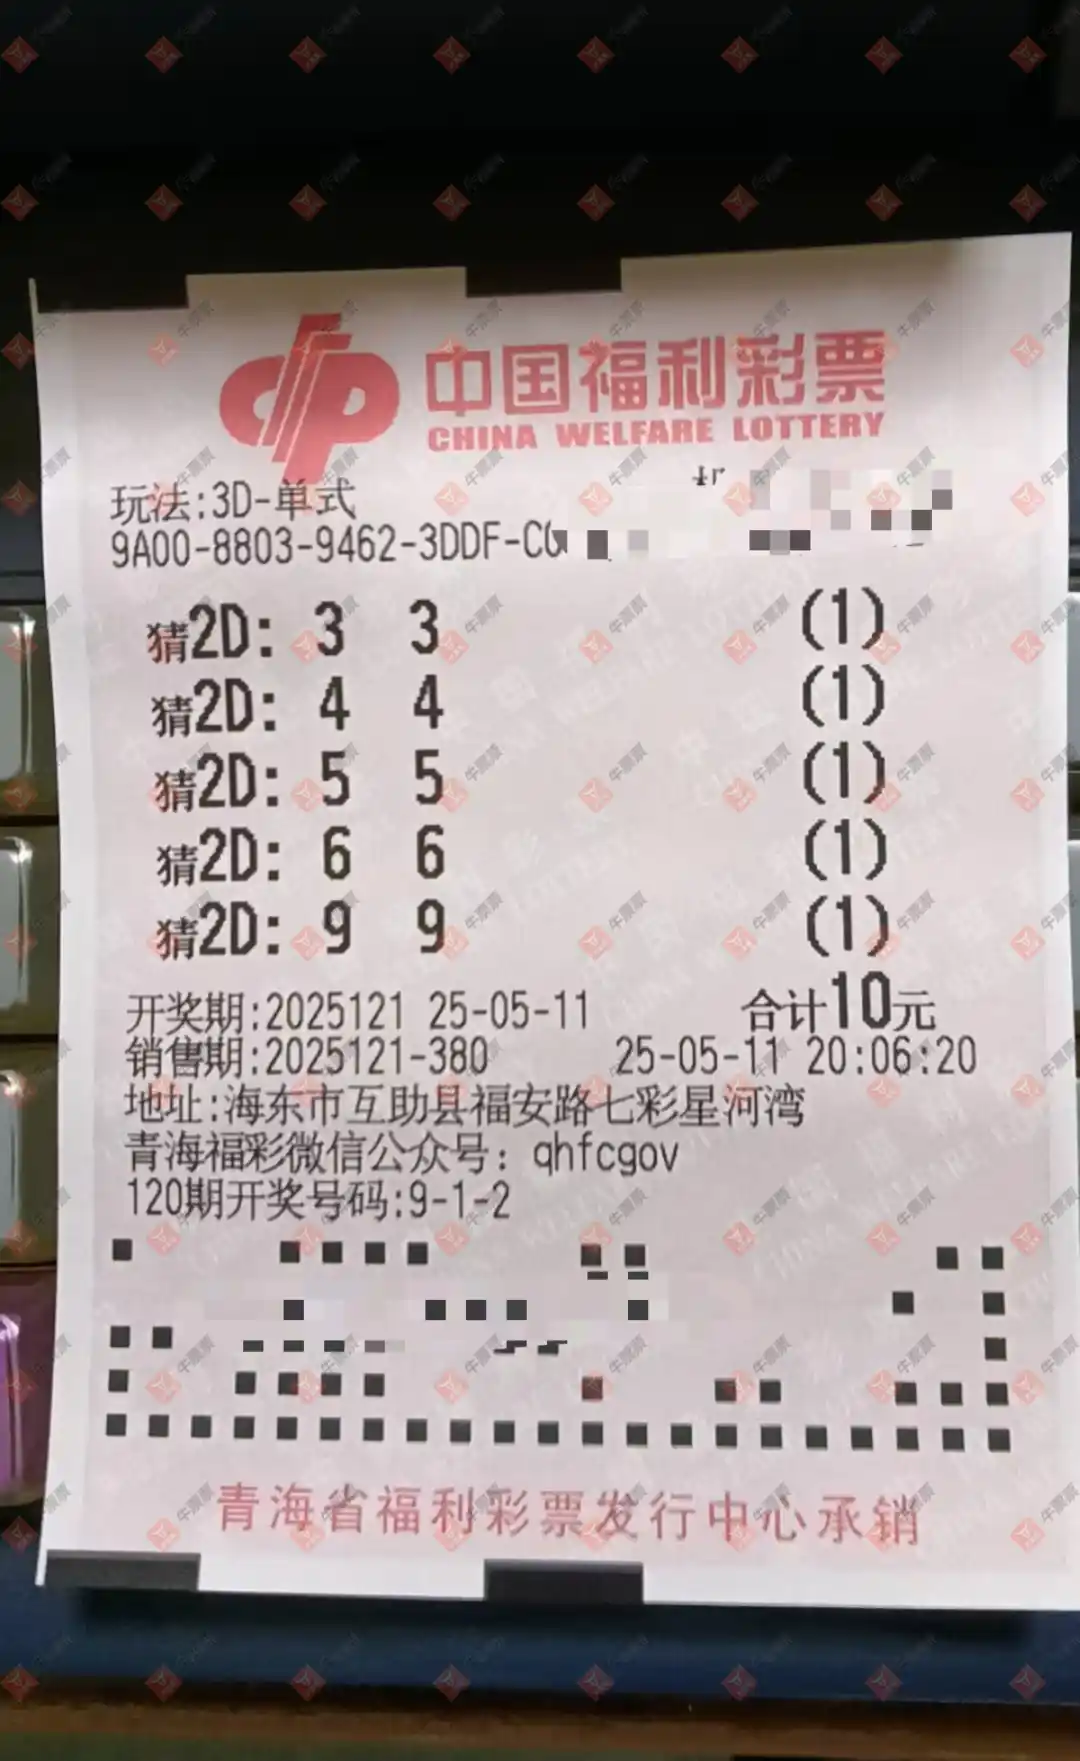 中国福利彩票
CHINA WELFARE LOTTERY
玩法:3D-单式
9A00-8803-9462-3DDF-C
猜2D: 3 3 (1)
猜2D: 4 4 (1)
猜2D: 5 5 (1)
猜2D: 6 6 (1)
猜2D: 9 9 (1)
开奖期:2025121 25-05-11 合计10元
销售期:2025121-380 25-05-11 20:06:20
地址:海东市互助县福安路七彩星河湾
青海福彩微信公众号: qhfcgov
120期开奖号码:9-1-2
青海省福利彩票发行中心承销
牛票票